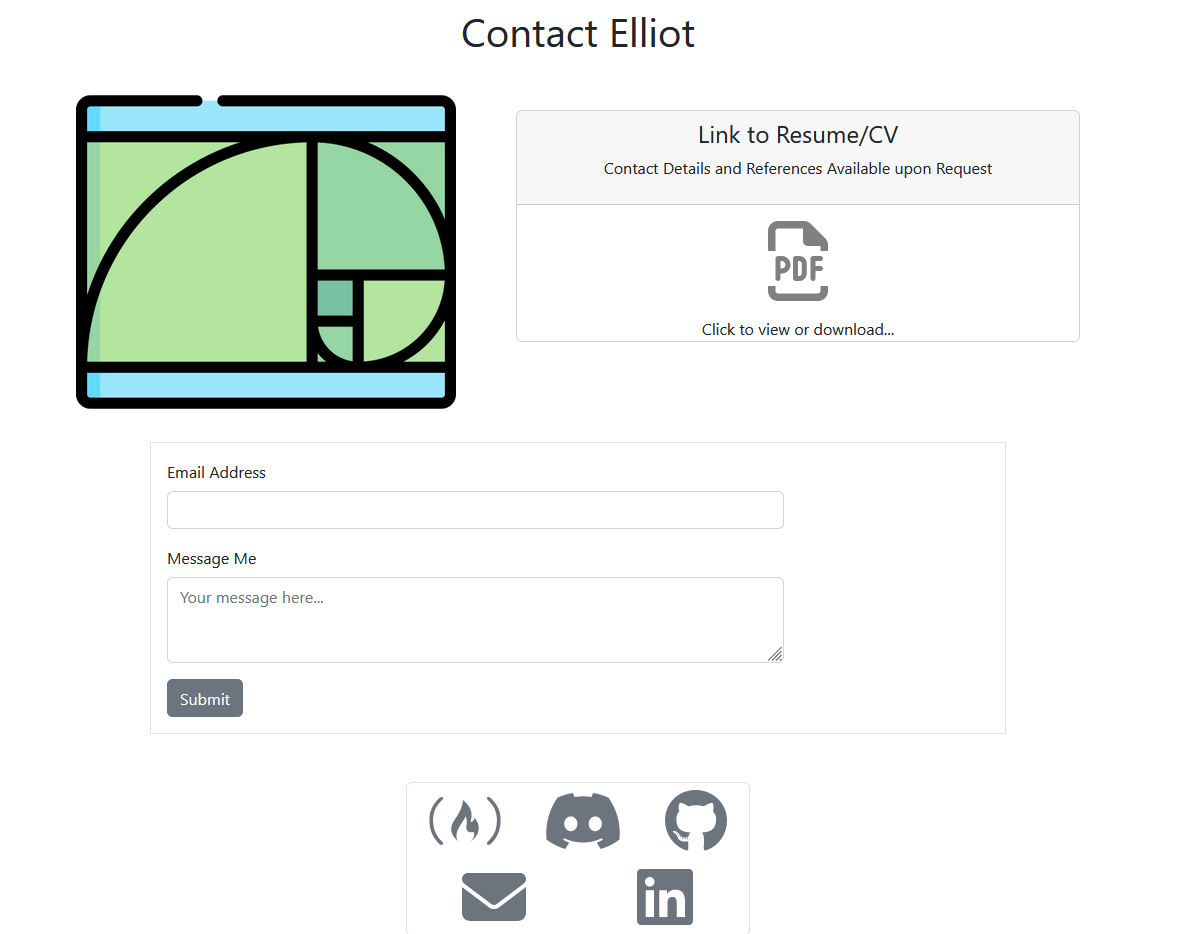 Contact Elliot
Link to Resume/CV
Contact Details and References Available upon Request
PDF
Click to view or download...
Email Address
Message Me
Your message here...
Submit
in